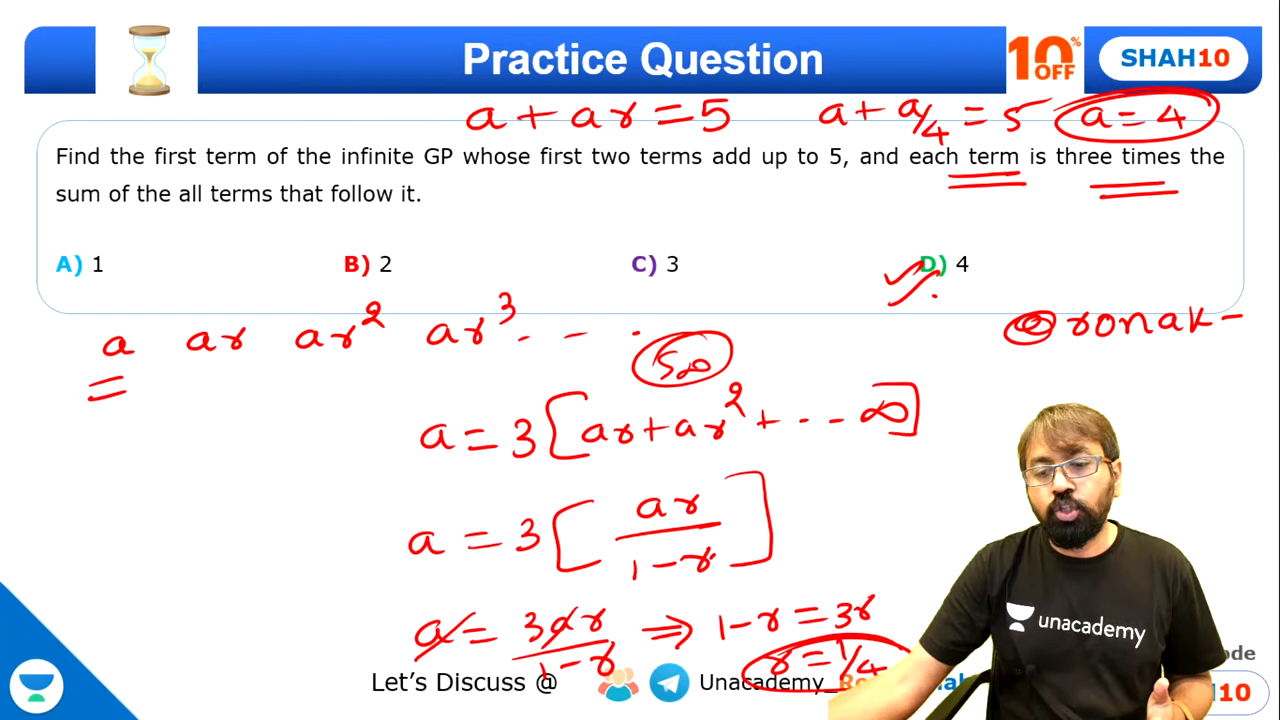 Practice Question
10% OFF
SHAH10
a + ar = 5
a + a/4 = 5
a = 4
Find the first term of the infinite GP whose first two terms add up to 5, and each term is three times the
sum of the all terms that follow it.
A) 1
B) 2
C) 3
D) 4
a ar ar² ar³ - - .
S∞
@ronak-
a = 3[ar + ar² + ... ∞]
a = 3[ar/1-r]
a = 3ar/1-r ⇒ 1-r = 3r
r = 1/4
unacademy
Let's Discuss @
Unacademy_
10